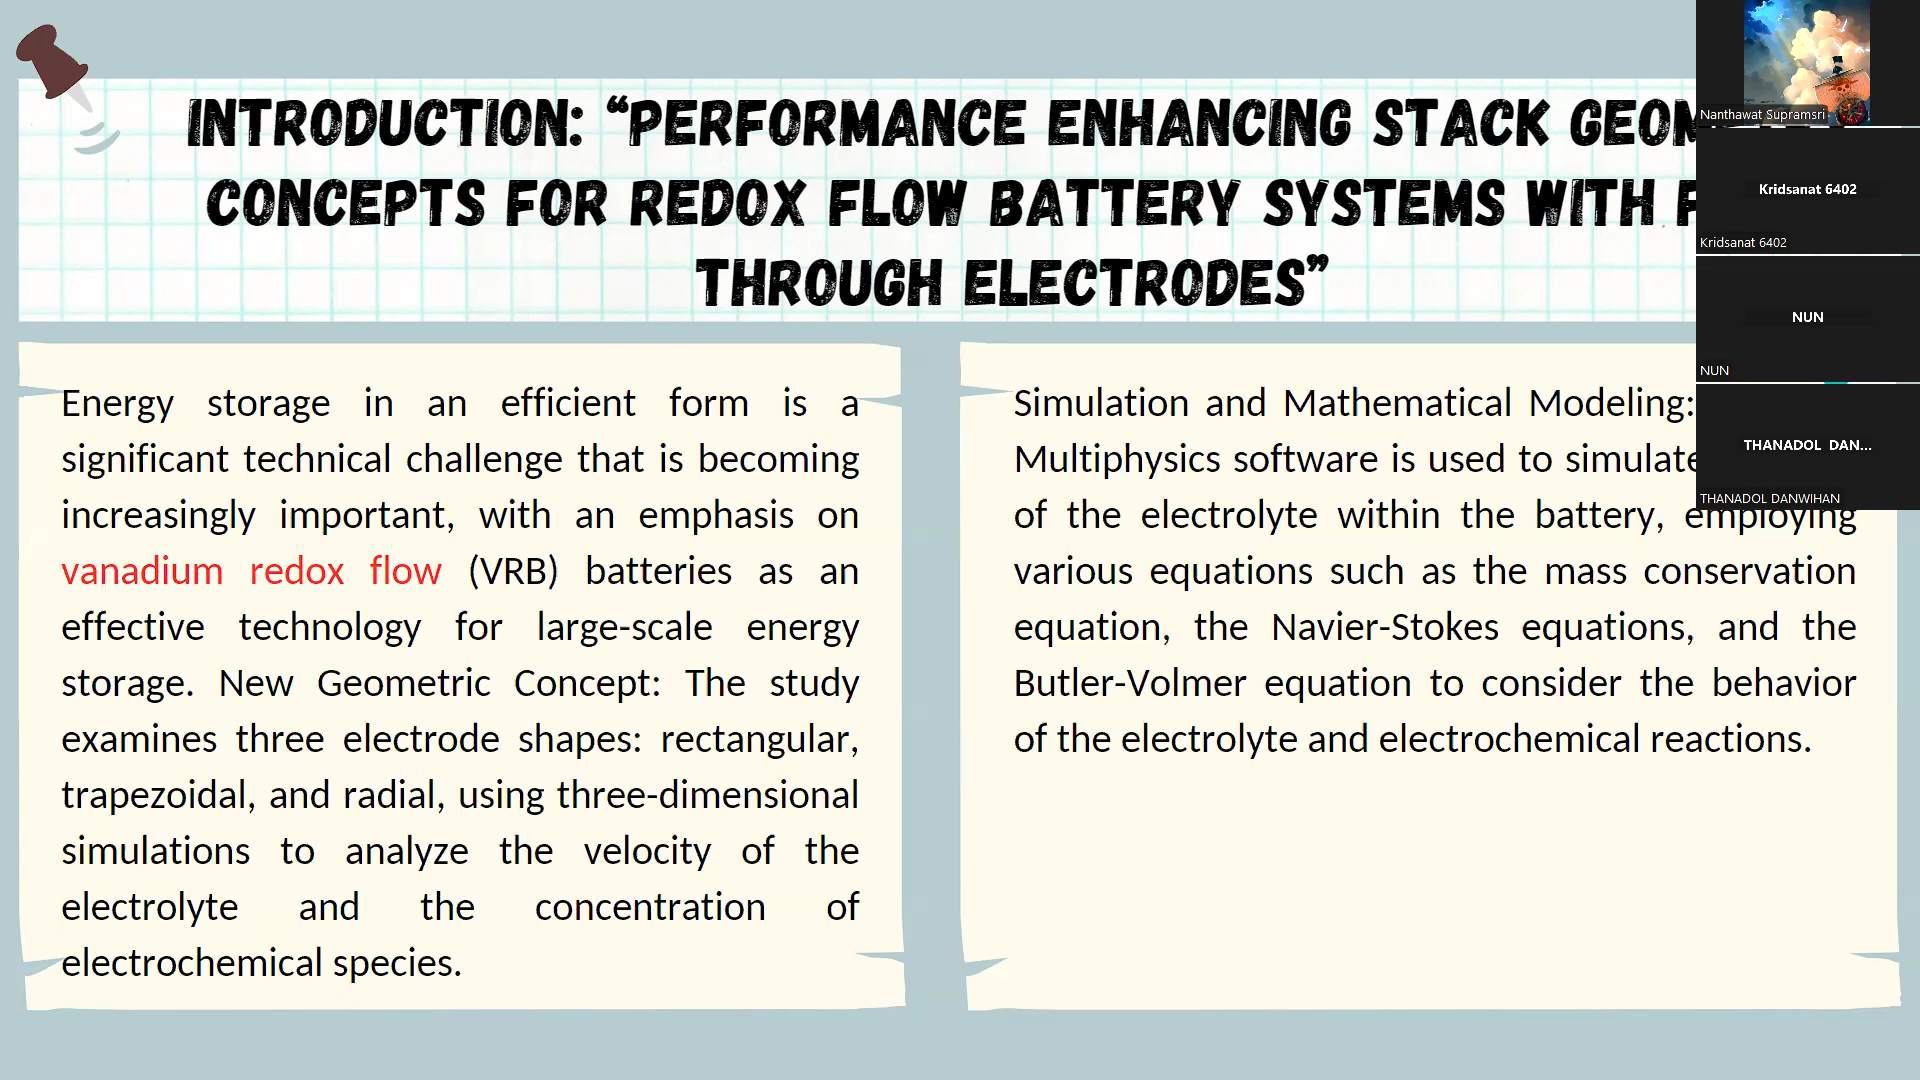 INTRODUCTION: “PERFORMANCE ENHANCING STACK
CONCEPTS FOR REDOX FLOW BATTERY SYSTEMS WITH
THROUGH ELECTRODES”
Energy storage in an efficient form is a
significant technical challenge that is becoming
increasingly important, with an emphasis on
vanadium redox flow (VRB) batteries as an
effective technology for large-scale energy
storage. New Geometric Concept: The study
examines three electrode shapes: rectangular,
trapezoidal, and radial, using three-dimensional
simulations to analyze the velocity of the
electrolyte and the concentration of
electrochemical species.
Simulation and Mathematical Modeling:
Multiphysics software is used to simulate
of the electrolyte within the battery, employing
various equations such as the mass conservation
equation, the Navier-Stokes equations, and the
Butler-Volmer equation to consider the behavior
of the electrolyte and electrochemical reactions.
Nanthawat Supramsri
Kridsanat 6402
Kridsanat 6402
NUN
NUN
THANADOL DAN...
THANADOL DANWIHAN